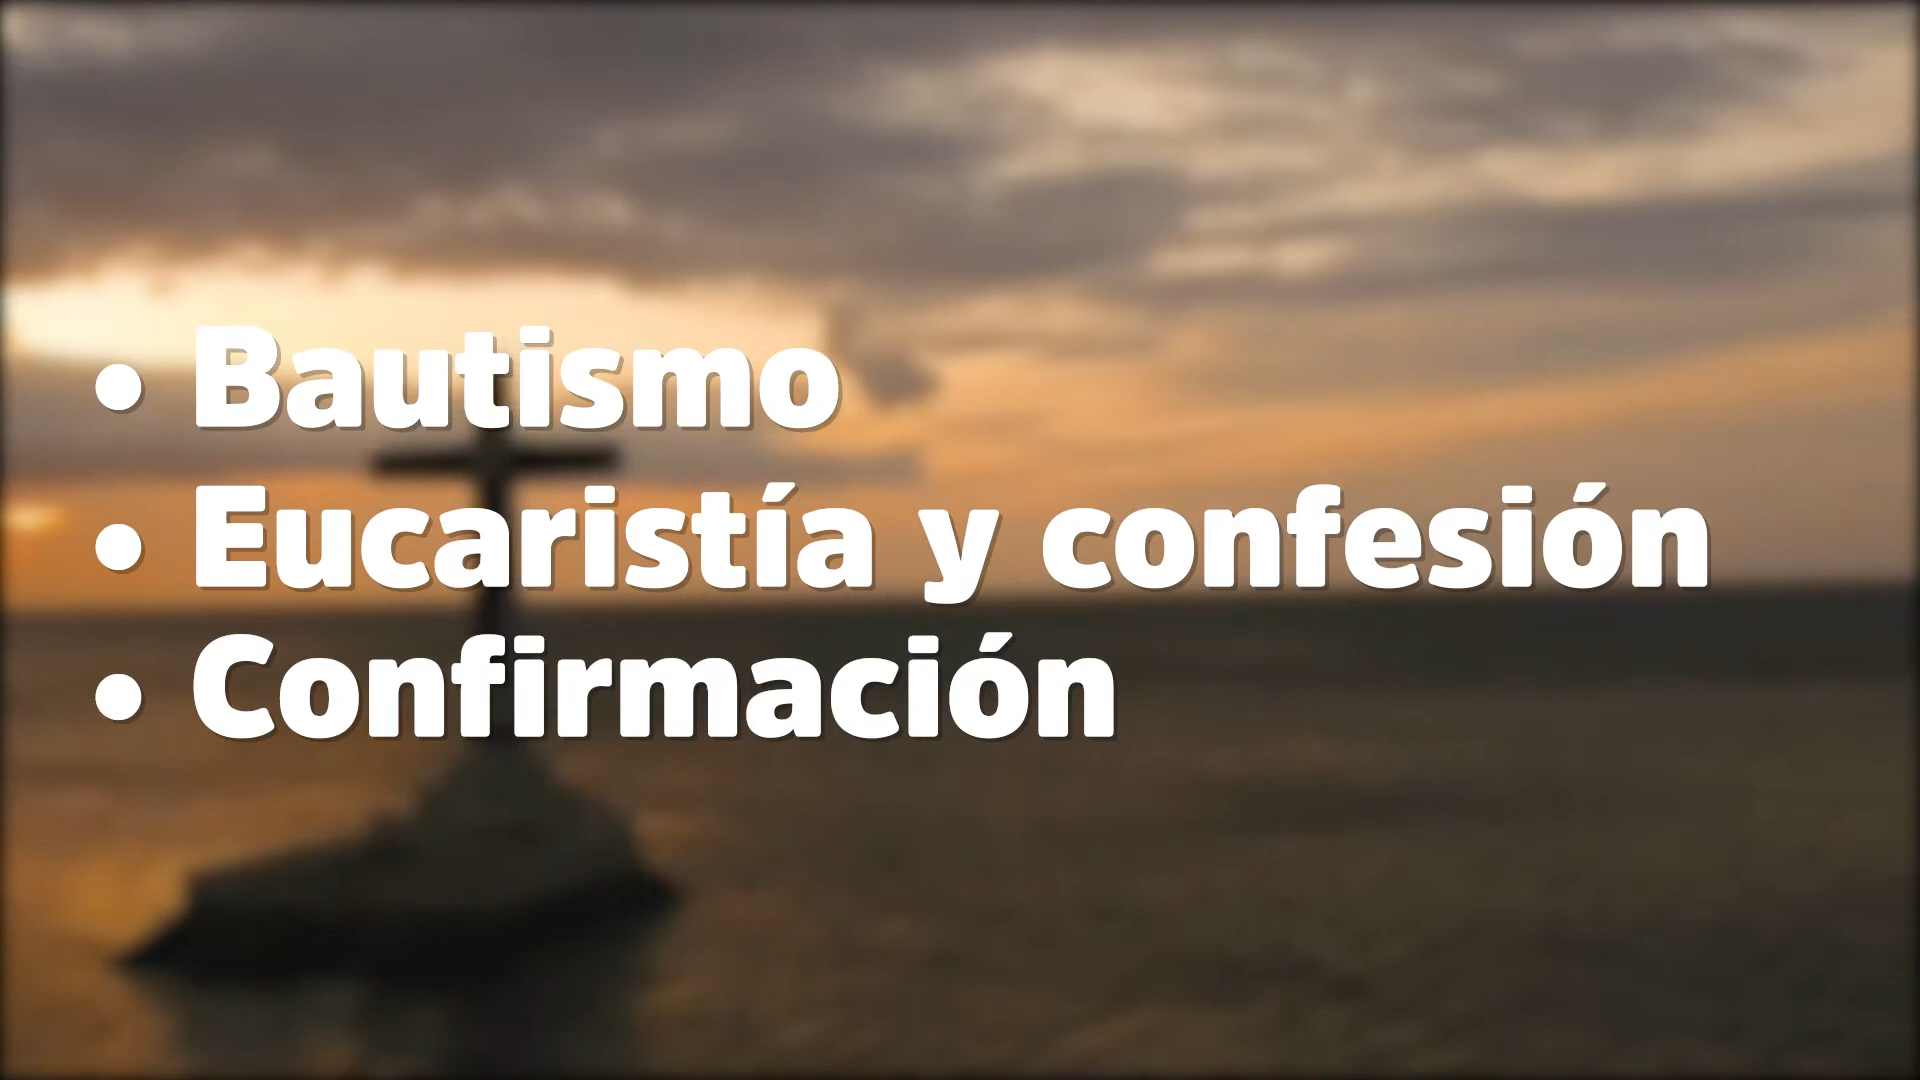 • Bautismo
• Eucaristía y confesión
• Confirmación